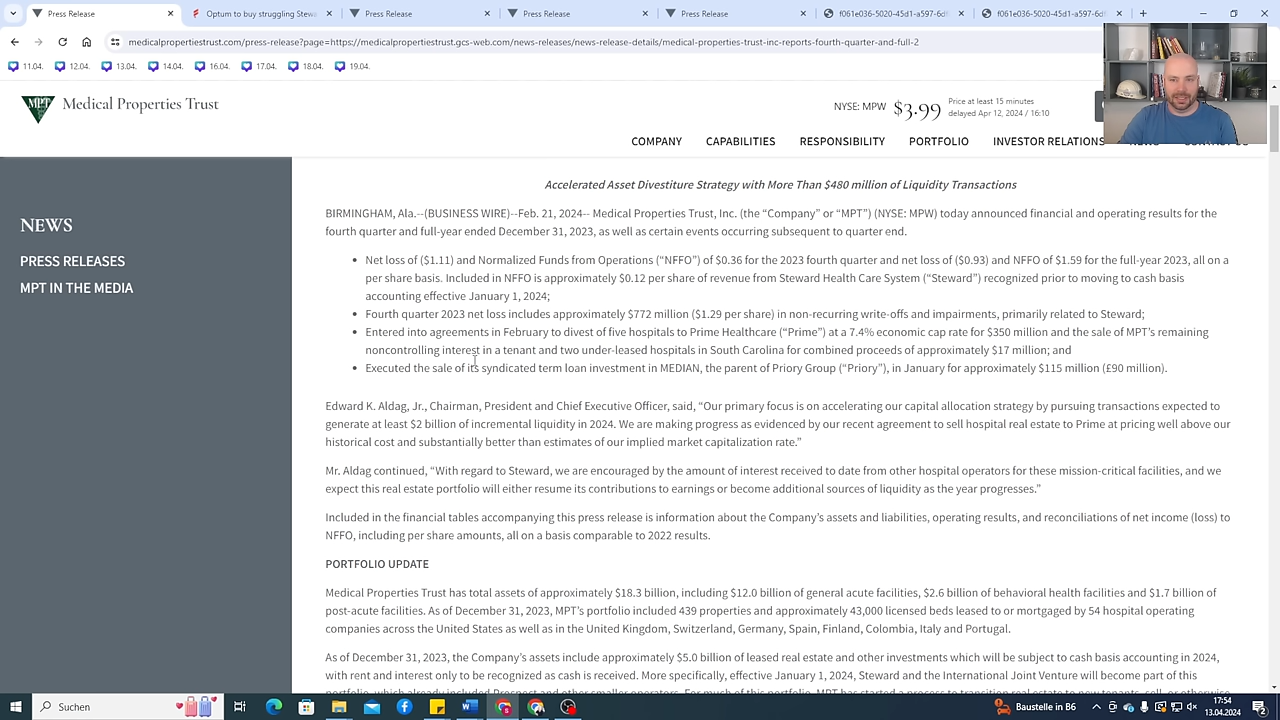 Press Release
Optum to buy struggling Stewa
Press Release
Press Release
Press Release
f061e036-5020-45d1-a597-6df
f061e036-5020-45d1-a597-6df
medicalpropertiestrust.com/press-release?page=https://medicalpropertiestrust.gcs-web.com/news-releases/news-release-details/medical-properties-trust-inc-reports-fourth-quarter-and-full-2
11.04. 12.04. 13.04. 14.04. 16.04. 17.04. 18.04. 19.04.
MPT Medical Properties Trust
NYSE: MPW $3.99 Price at least 15 minutes
delayed Apr 12, 2024 / 16:10
COMPANY CAPABILITIES RESPONSIBILITY PORTFOLIO INVESTOR RELATIONS
NEWS
PRESS RELEASES
MPT IN THE MEDIA
Accelerated Asset Divestiture Strategy with More Than $480 million of Liquidity Transactions
BIRMINGHAM, Ala.--(BUSINESS WIRE)--Feb. 21, 2024-- Medical Properties Trust, Inc. (the “Company” or “MPT”) (NYSE: MPW) today announced financial and operating results for the
fourth quarter and full-year ended December 31, 2023, as well as certain events occurring subsequent to quarter end.
• Net loss of ($1.11) and Normalized Funds from Operations (“NFFO”) of $0.36 for the 2023 fourth quarter and net loss of ($0.93) and NFFO of $1.59 for the full-year 2023, all on a
per share basis. Included in NFFO is approximately $0.12 per share of revenue from Steward Health Care System (“Steward”) recognized prior to moving to cash basis
accounting effective January 1, 2024;
• Fourth quarter 2023 net loss includes approximately $772 million ($1.29 per share) in non-recurring write-offs and impairments, primarily related to Steward;
• Entered into agreements in February to divest of five hospitals to Prime Healthcare (“Prime”) at a 7.4% economic cap rate for $350 million and the sale of MPT’s remaining
noncontrolling interest in a tenant and two under-leased hospitals in South Carolina for combined proceeds of approximately $17 million; and
• Executed the sale of its syndicated term loan investment in MEDIAN, the parent of Priory Group (“Priory”), in January for approximately $115 million (£90 million).
Edward K. Aldag, Jr., Chairman, President and Chief Executive Officer, said, “Our primary focus is on accelerating our capital allocation strategy by pursuing transactions expected to
generate at least $2 billion of incremental liquidity in 2024. We are making progress as evidenced by our recent agreement to sell hospital real estate to Prime at pricing well above our
historical cost and substantially better than estimates of our implied market capitalization rate.”
Mr. Aldag continued, “With regard to Steward, we are encouraged by the amount of interest received to date from other hospital operators for these mission-critical facilities, and we
expect this real estate portfolio will either resume its contributions to earnings or become additional sources of liquidity as the year progresses.”
Included in the financial tables accompanying this press release is information about the Company’s assets and liabilities, operating results, and reconciliations of net income (loss) to
NFFO, including per share amounts, all on a basis comparable to 2022 results.
PORTFOLIO UPDATE
Medical Properties Trust has total assets of approximately $18.3 billion, including $12.0 billion of general acute facilities, $2.6 billion of behavioral health facilities and $1.7 billion of
post-acute facilities. As of December 31, 2023, MPT’s portfolio included 439 properties and approximately 43,000 licensed beds leased to or mortgaged by 54 hospital operating
companies across the United States as well as in the United Kingdom, Switzerland, Germany, Spain, Finland, Colombia, Italy and Portugal.
As of December 31, 2023, the Company’s assets include approximately $5.0 billion of leased real estate and other investments which will be subject to cash basis accounting in 2024,
with rent and interest only to be recognized as cash is received. More specifically, effective January 1, 2024, Steward and the International Joint Venture will become part of this
Suchen
Baustelle in B6
17:54
13.04.2024